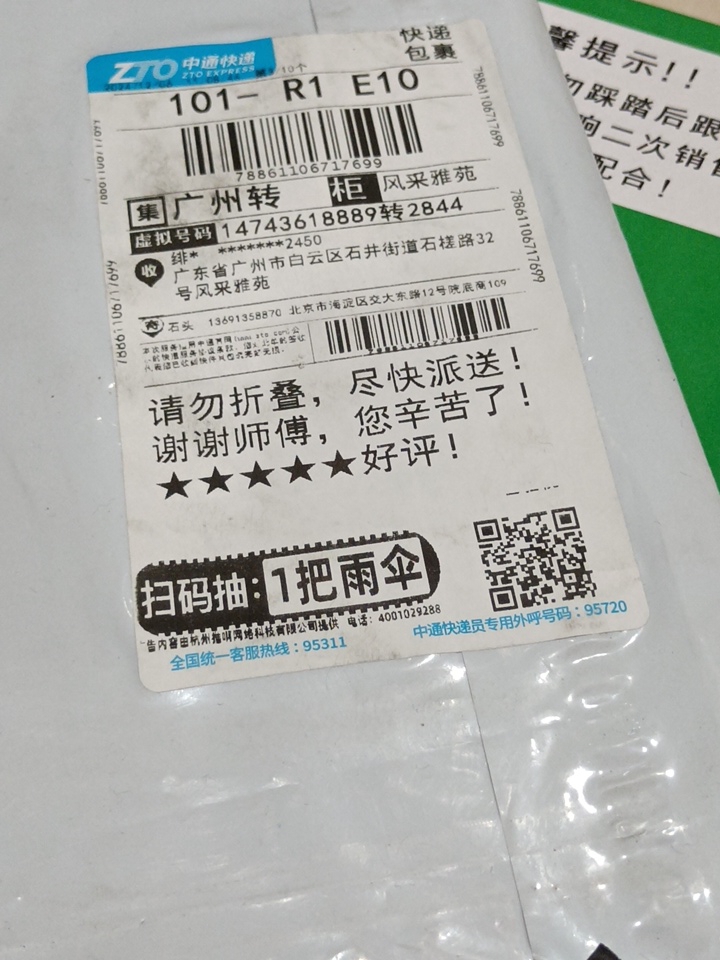 ZTO 中通快递
ZTO EXPRESS
快递
包裹
101- R1 E10
78861106717699
78861106717699
集 广州转 柜 风采雅苑
虚拟号码 14743618889转2844
收 绯* *******2450
广东省广州市白云区石井街道石槎路32
号风采雅苑
78861106717699
寄 石头 13691358870 北京市海淀区交大东路12号院底商109
请勿折叠，尽快派送！
谢谢师傅，您辛苦了！
★★★★★好评！
扫码抽：1把雨伞
电话：4001029288
全国统一客服热线：95311
中通快递员专用外呼号码：95720
馨提示!!
勿踩踏后跟
响二次销售
配合！